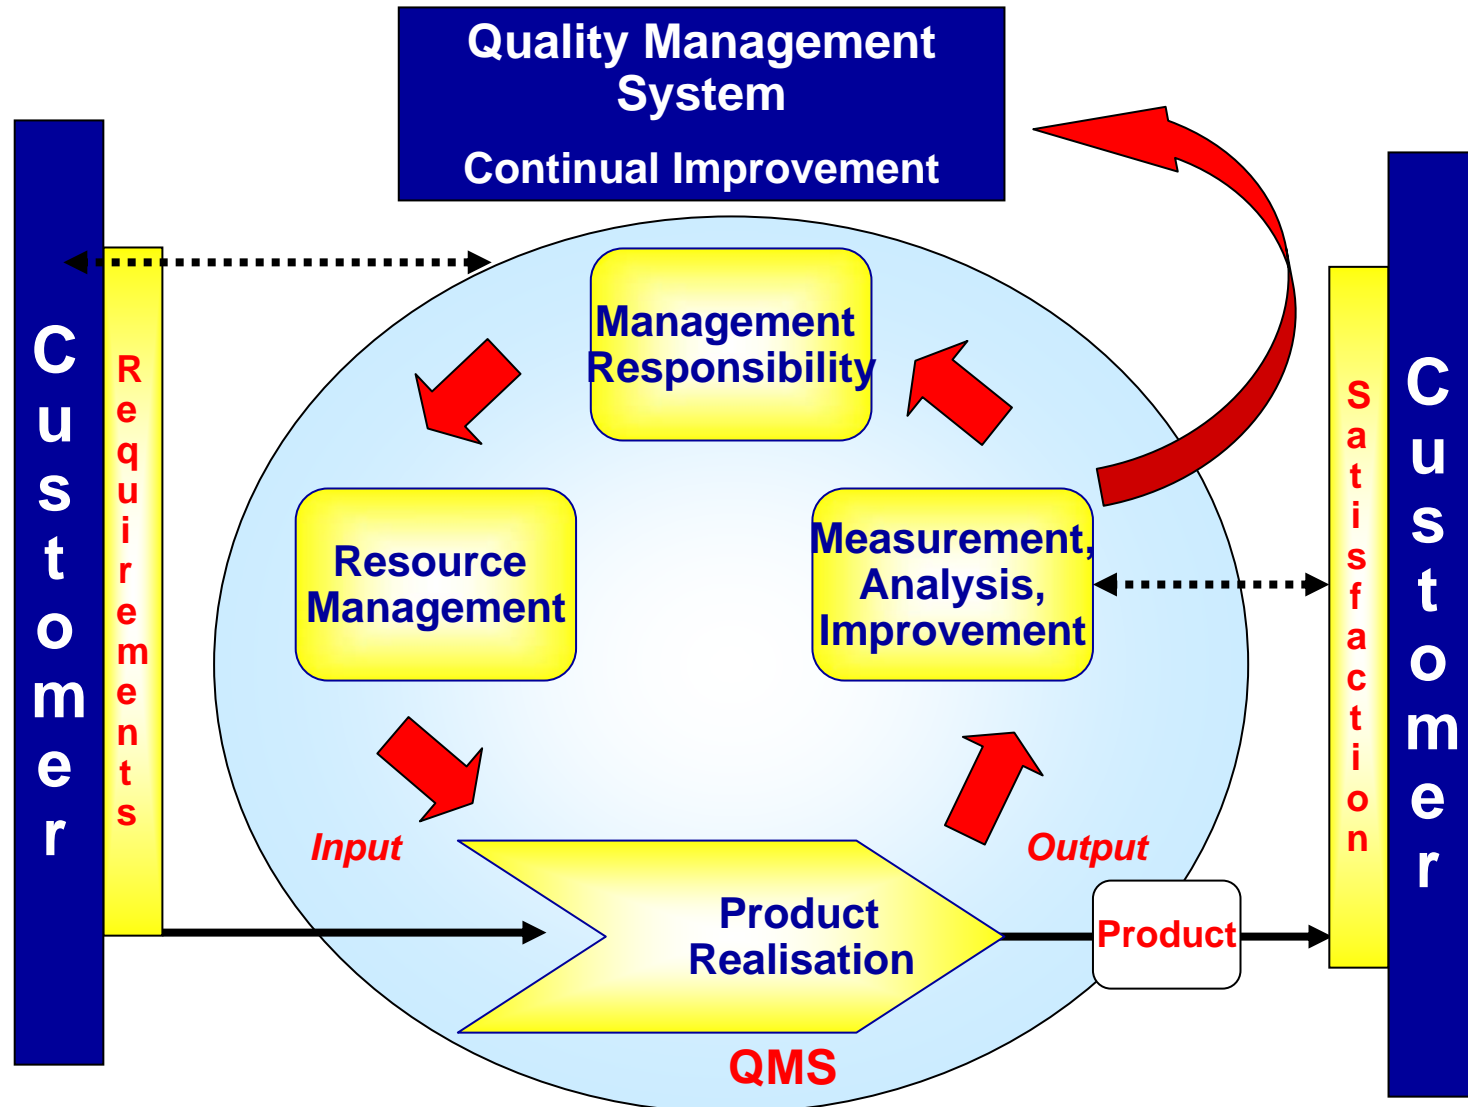 Quality Management
System
Continual Improvement
Customer
Requirements
Management
Responsibility
Resource
Management
Measurement,
Analysis,
Improvement
Input
Output
Product
Realisation
Product
QMS
Satisfaction
Customer